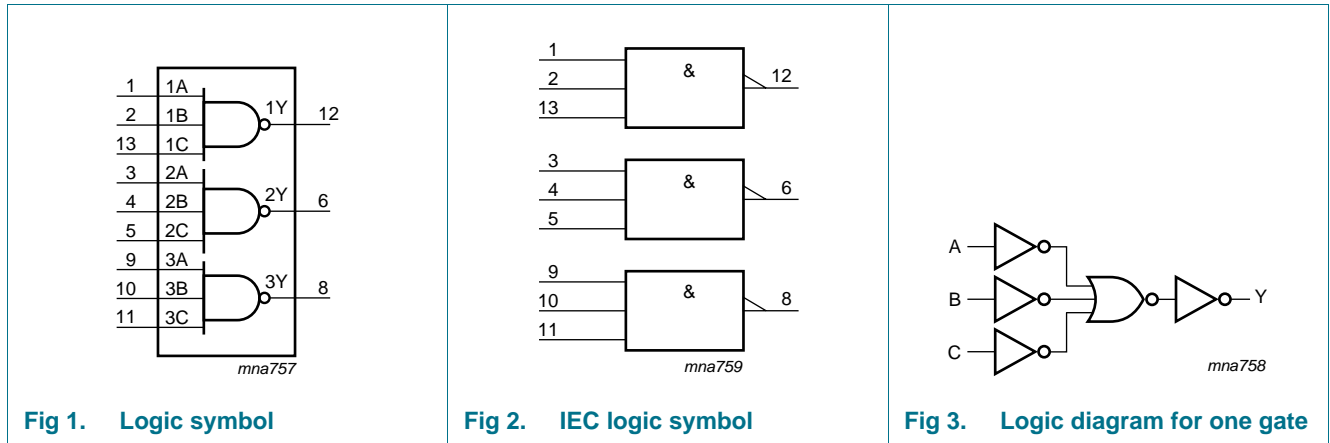 1 1A
2 1B 1Y 12
13 1C
3 2A
4 2B 2Y 6
5 2C
9 3A
10 3B 3Y 8
11 3C
mna757
Fig 1. Logic symbol
1
2 & 12
13
3
4 & 6
5
9
10 & 8
11
mna759
Fig 2. IEC logic symbol
A
B Y
C
mna758
Fig 3. Logic diagram for one gate